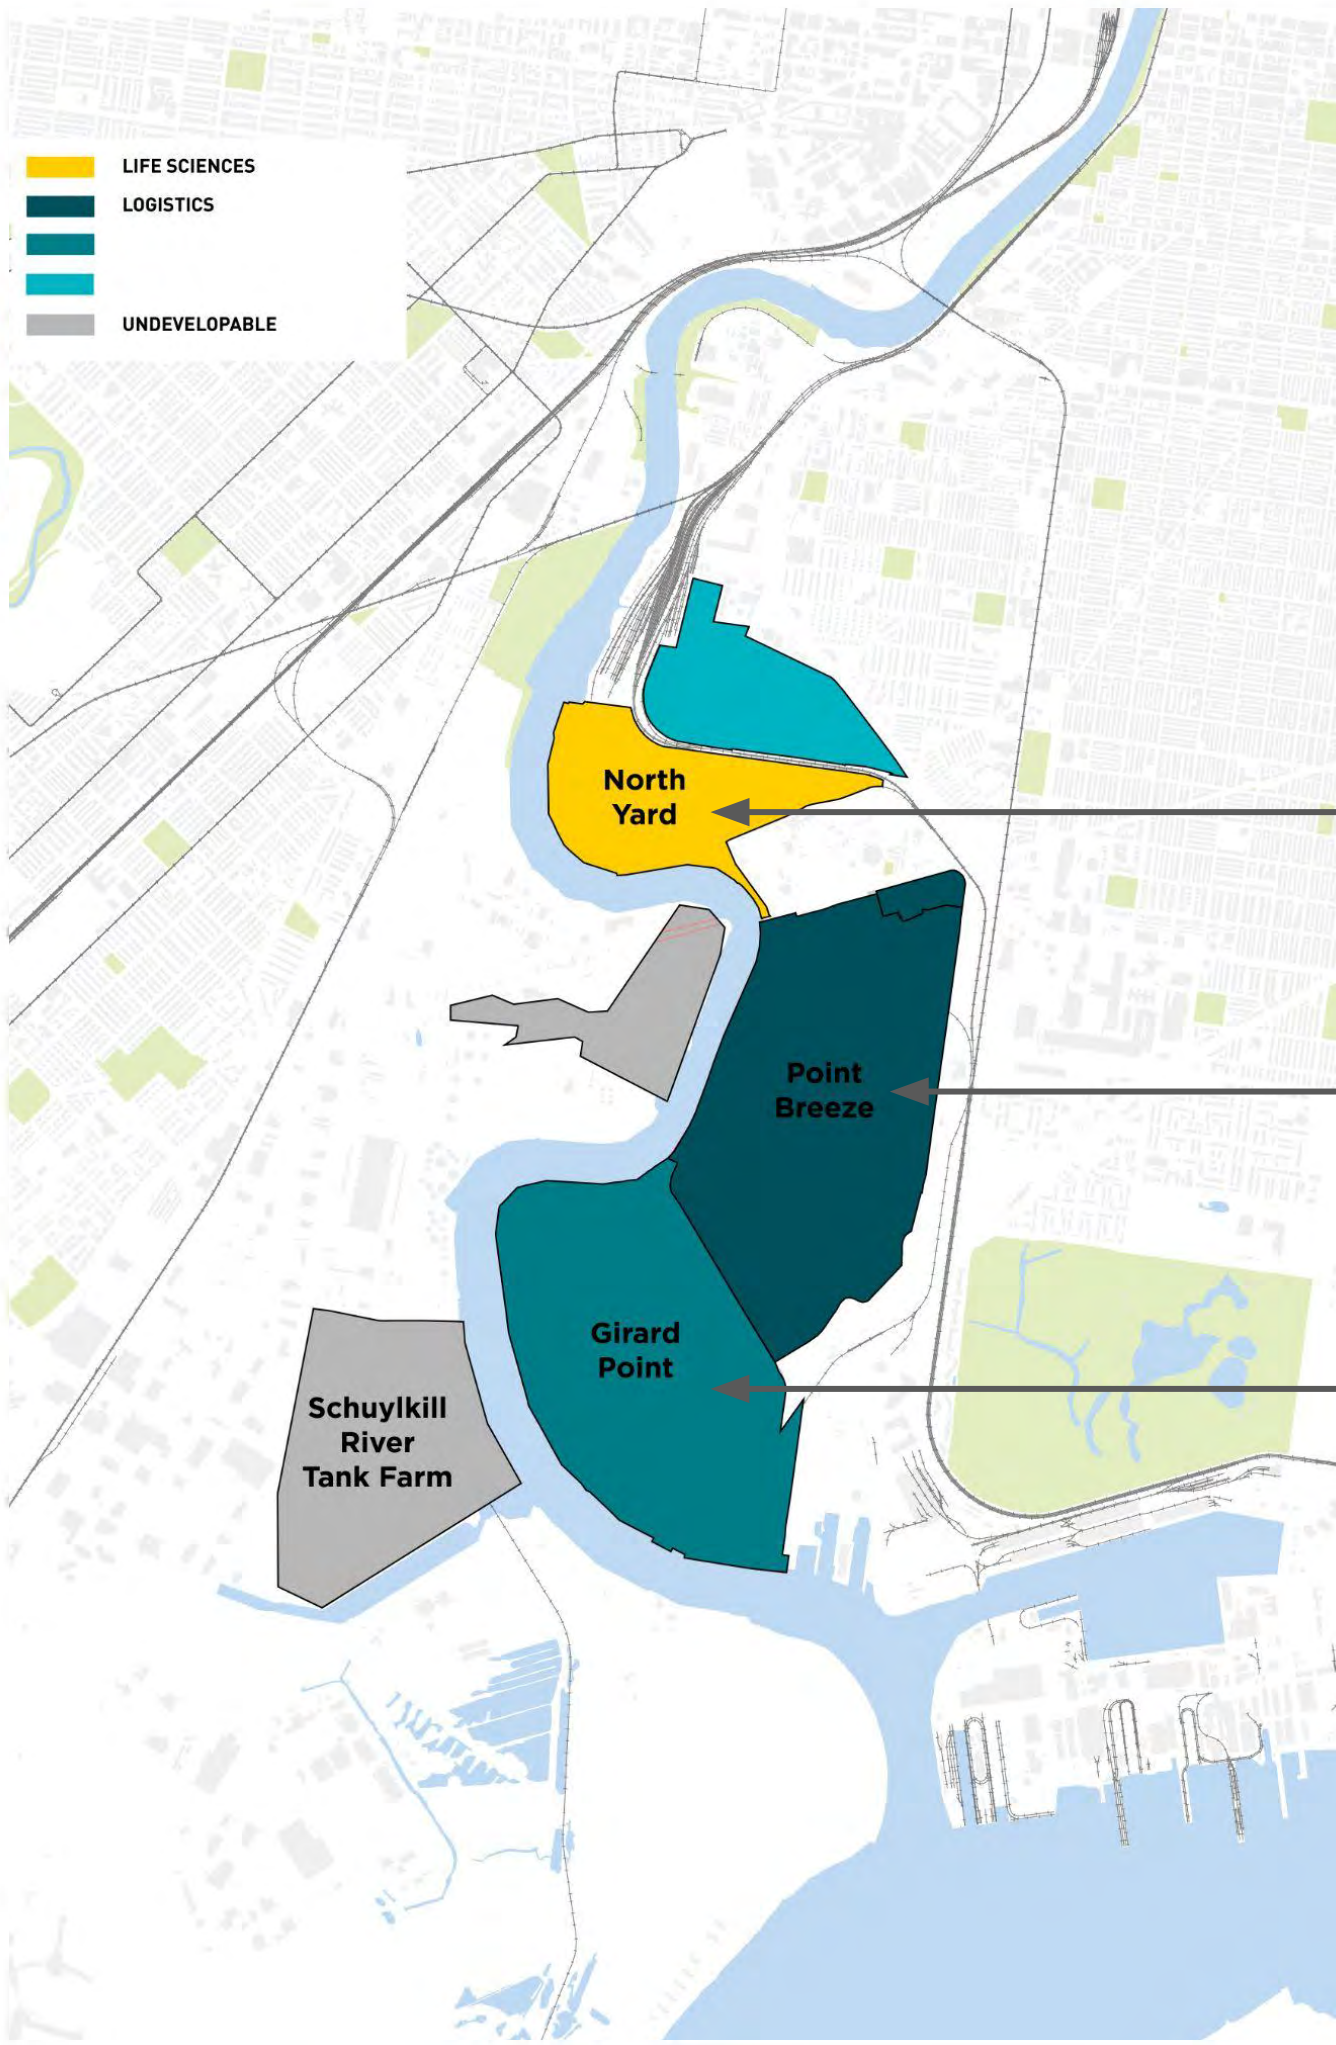 LIFE SCIENCES
LOGISTICS
UNDEVELOPABLE
North
Yard
Point
Breeze
Girard
Point
Schuylkill
River
Tank Farm